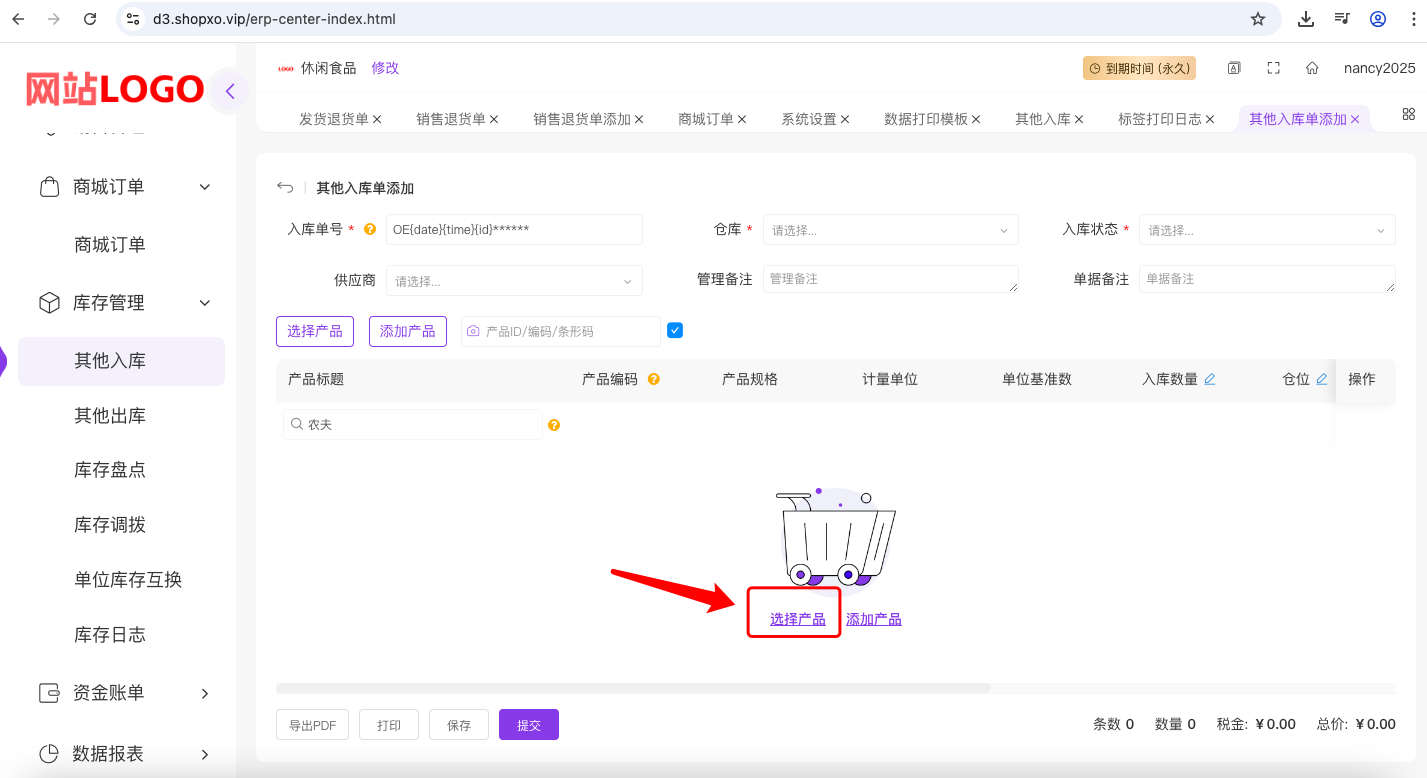 d3.shopxo.vip/erp-center-index.html
网站LOGO
LOGO 休闲食品 修改
到期时间 (永久)
nancy2025
发货退货单 × 销售退货单 × 销售退货单添加 × 商城订单 × 系统设置 × 数据打印模板 × 其他入库 × 标签打印日志 × 其他入库单添加 ×
商城订单
商城订单
库存管理
其他入库
其他出库
库存盘点
库存调拨
单位库存互换
库存日志
资金账单
数据报表
其他入库单添加
入库单号 * OE{date}{time}{id}****** 仓库 * 请选择... 入库状态 * 请选择...
供应商 请选择... 管理备注 管理备注 单据备注 单据备注
选择产品 添加产品 产品ID/编码/条形码
产品标题 产品编码 产品规格 计量单位 单位基准数 入库数量 仓位 操作
农夫
选择产品 添加产品
导出PDF 打印 保存 提交
条数 0 数量 0 税金: ¥ 0.00 总价: ¥ 0.00